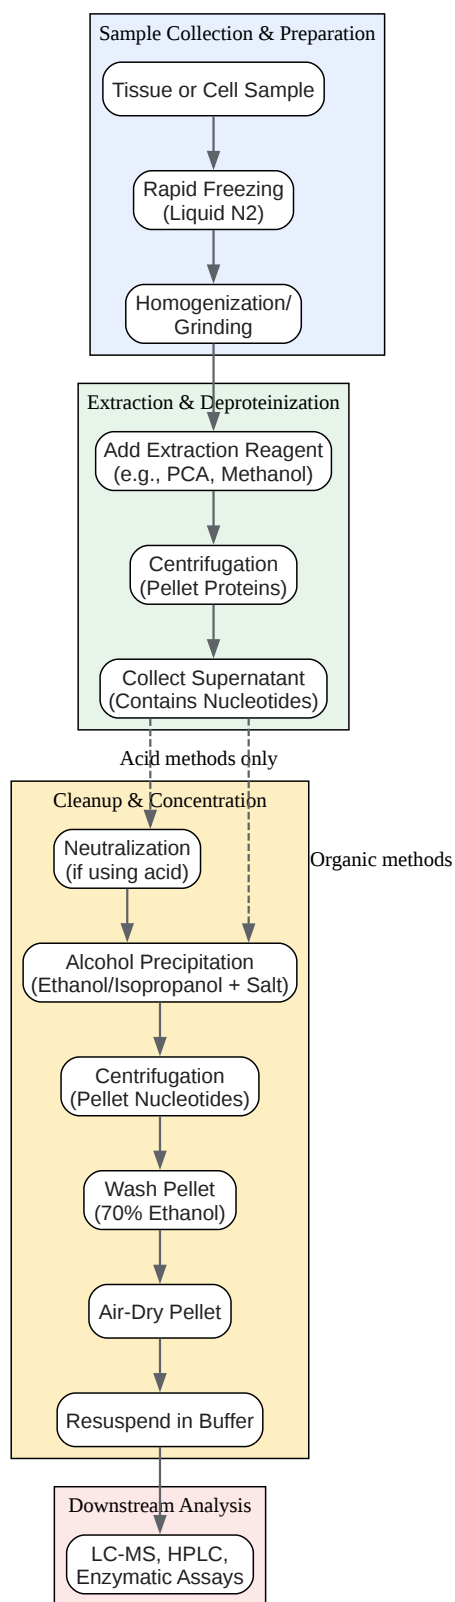 Sample Collection & Preparation
Tissue or Cell Sample
Rapid Freezing
(Liquid N2)
Homogenization/
Grinding
Extraction & Deproteinization
Add Extraction Reagent
(e.g., PCA, Methanol)
Centrifugation
(Pellet Proteins)
Collect Supernatant
(Contains Nucleotides)
Acid methods only
Cleanup & Concentration
Neutralization
(if using acid)
Organic methods
Alcohol Precipitation
(Ethanol/Isopropanol + Salt)
Centrifugation
(Pellet Nucleotides)
Wash Pellet
(70% Ethanol)
Air-Dry Pellet
Resuspend in Buffer
Downstream Analysis
LC-MS, HPLC,
Enzymatic Assays